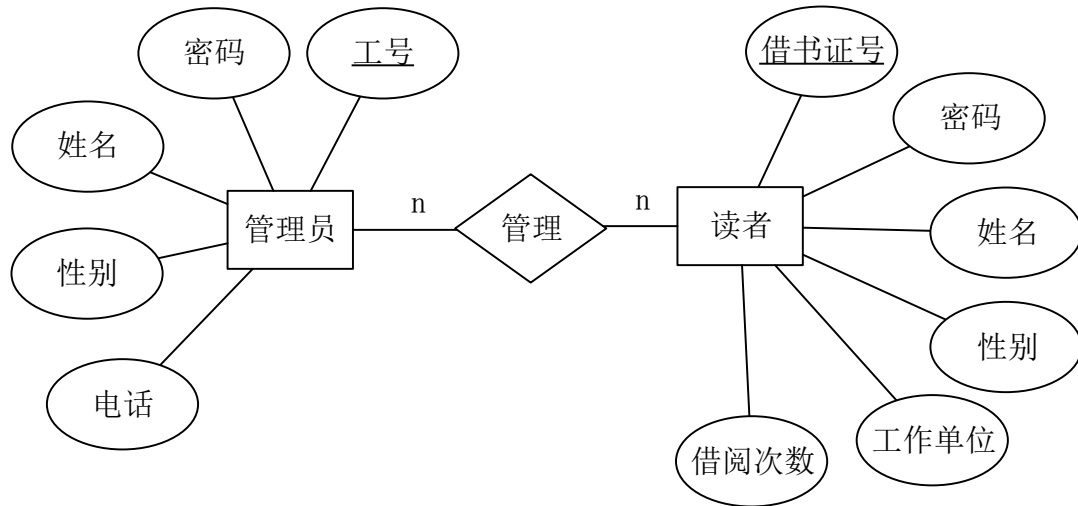 密码
工号
借书证号
密码
姓名
管理员
n
管理
n
读者
姓名
性别
性别
电话
借阅次数
工作单位